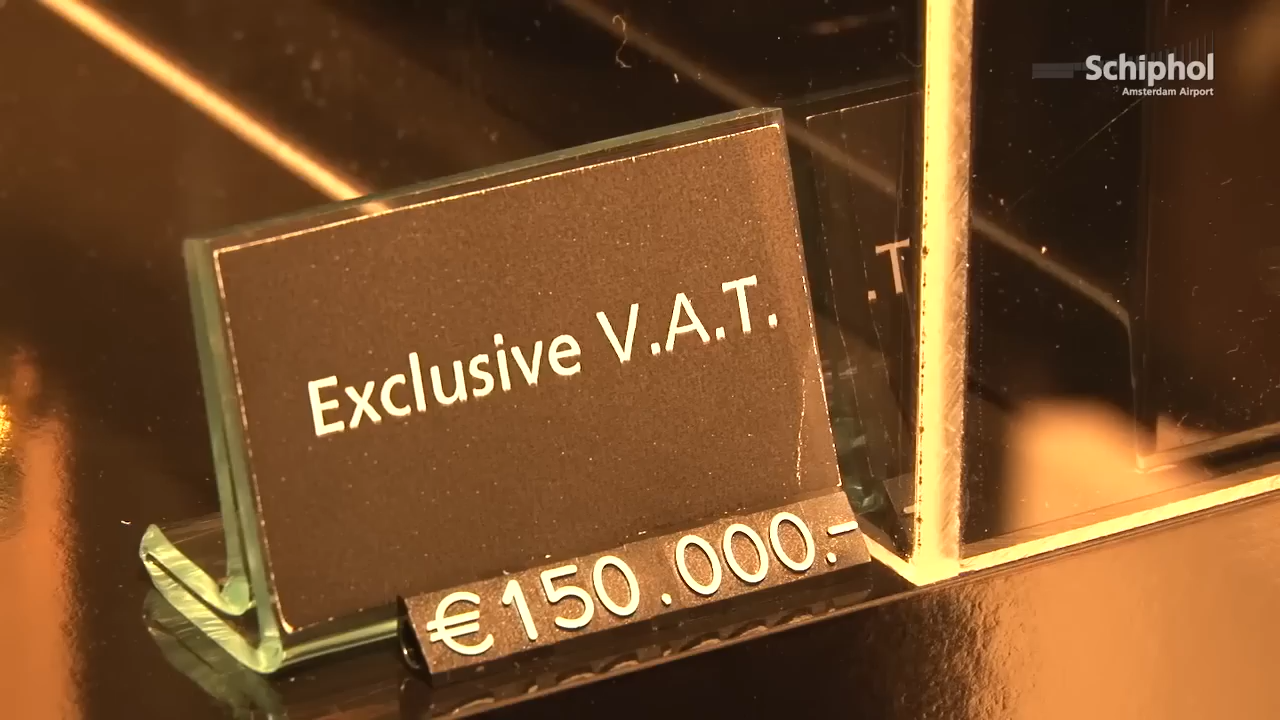 Schiphol
Amsterdam Airport
Exclusive V.A.T.
.T
€150.000.-